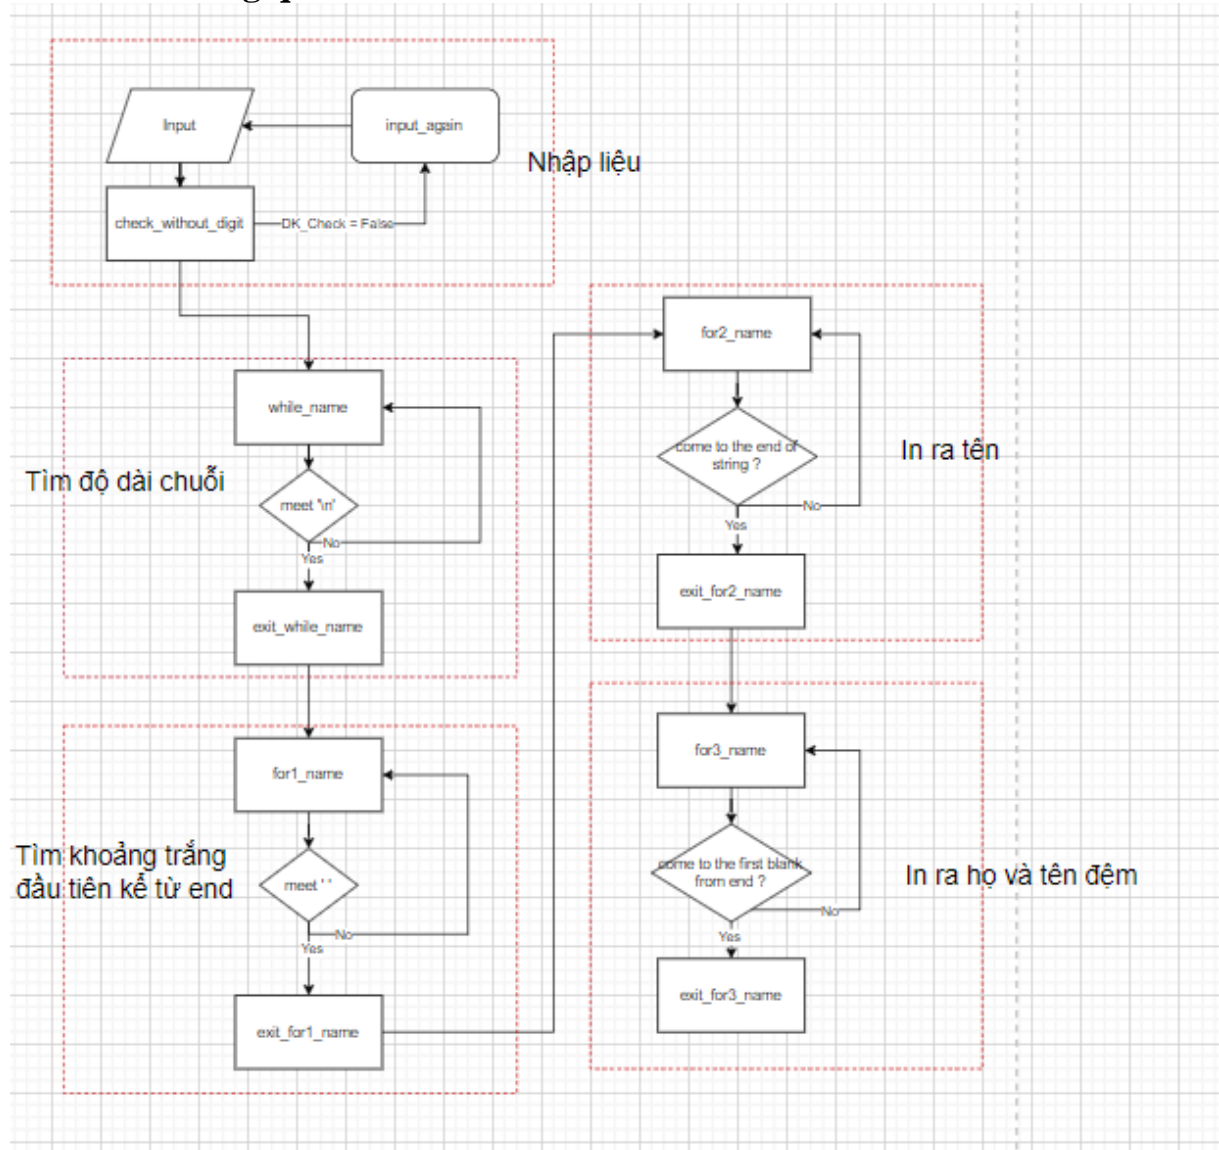 Input
input_again
Nhập liệu
check_without_digit
DK_Check = False
while_name
Tìm độ dài chuỗi
meet '\n'
No
Yes
exit_while_name
for1_name
Tìm khoảng trắng
đầu tiên kể từ end
meet ' '
No
Yes
exit_for1_name
for2_name
come to the end of
string ?
In ra tên
No
Yes
exit_for2_name
for3_name
come to the first blank
from end ?
In ra họ và tên đệm
No
Yes
exit_for3_name